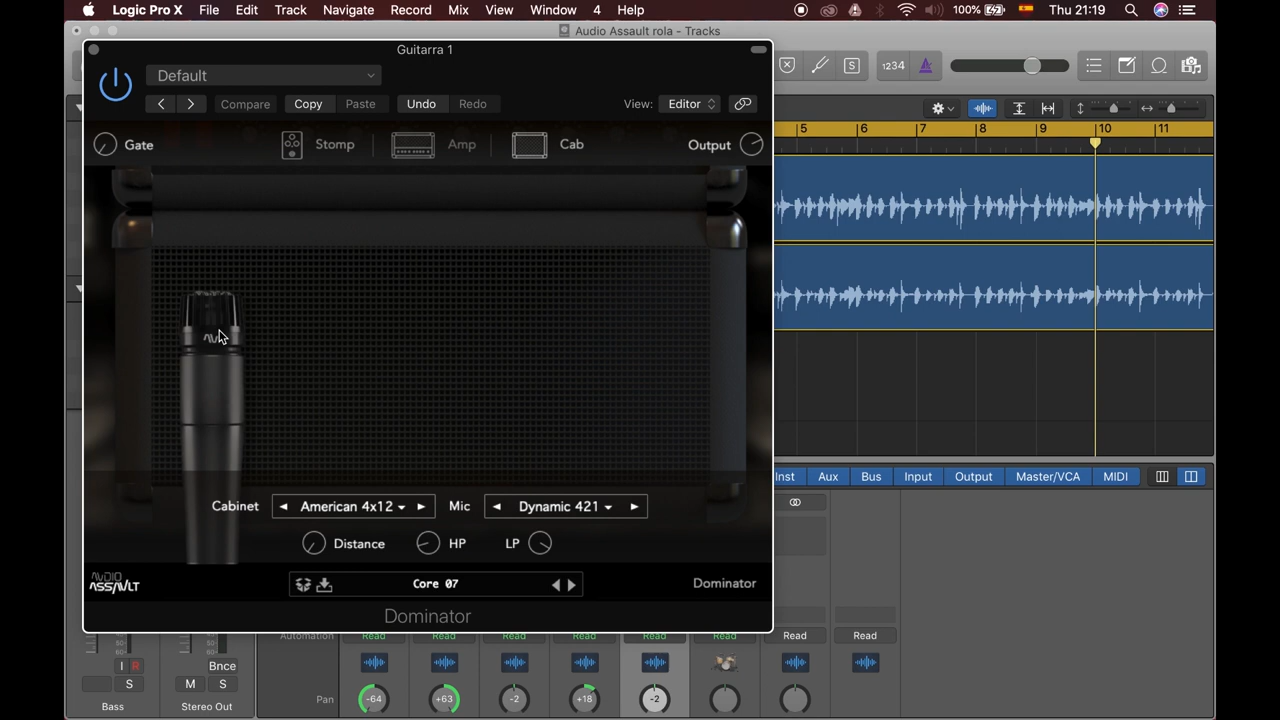 Logic Pro X File Edit Track Navigate Record Mix View Window 4 Help 100% Thu 21:19
Audio Assault rola - Tracks
Guitarra 1
Default
Compare Copy Paste Undo Redo View: Editor
1234
Gate Stomp Amp Cab Output
5 6 7 8 9 10 11
Cabinet American 4x12 Mic Dynamic 421
Distance HP LP
AUDIO ASSAULT Core 07 Dominator
Dominator
Inst Aux Bus Input Output Master/VCA MIDI
Automation Read Read Read Read Read Read Read Read
I R Bnce
S M S
Pan -64 +63 -2 +18 -2
Bass Stereo Out